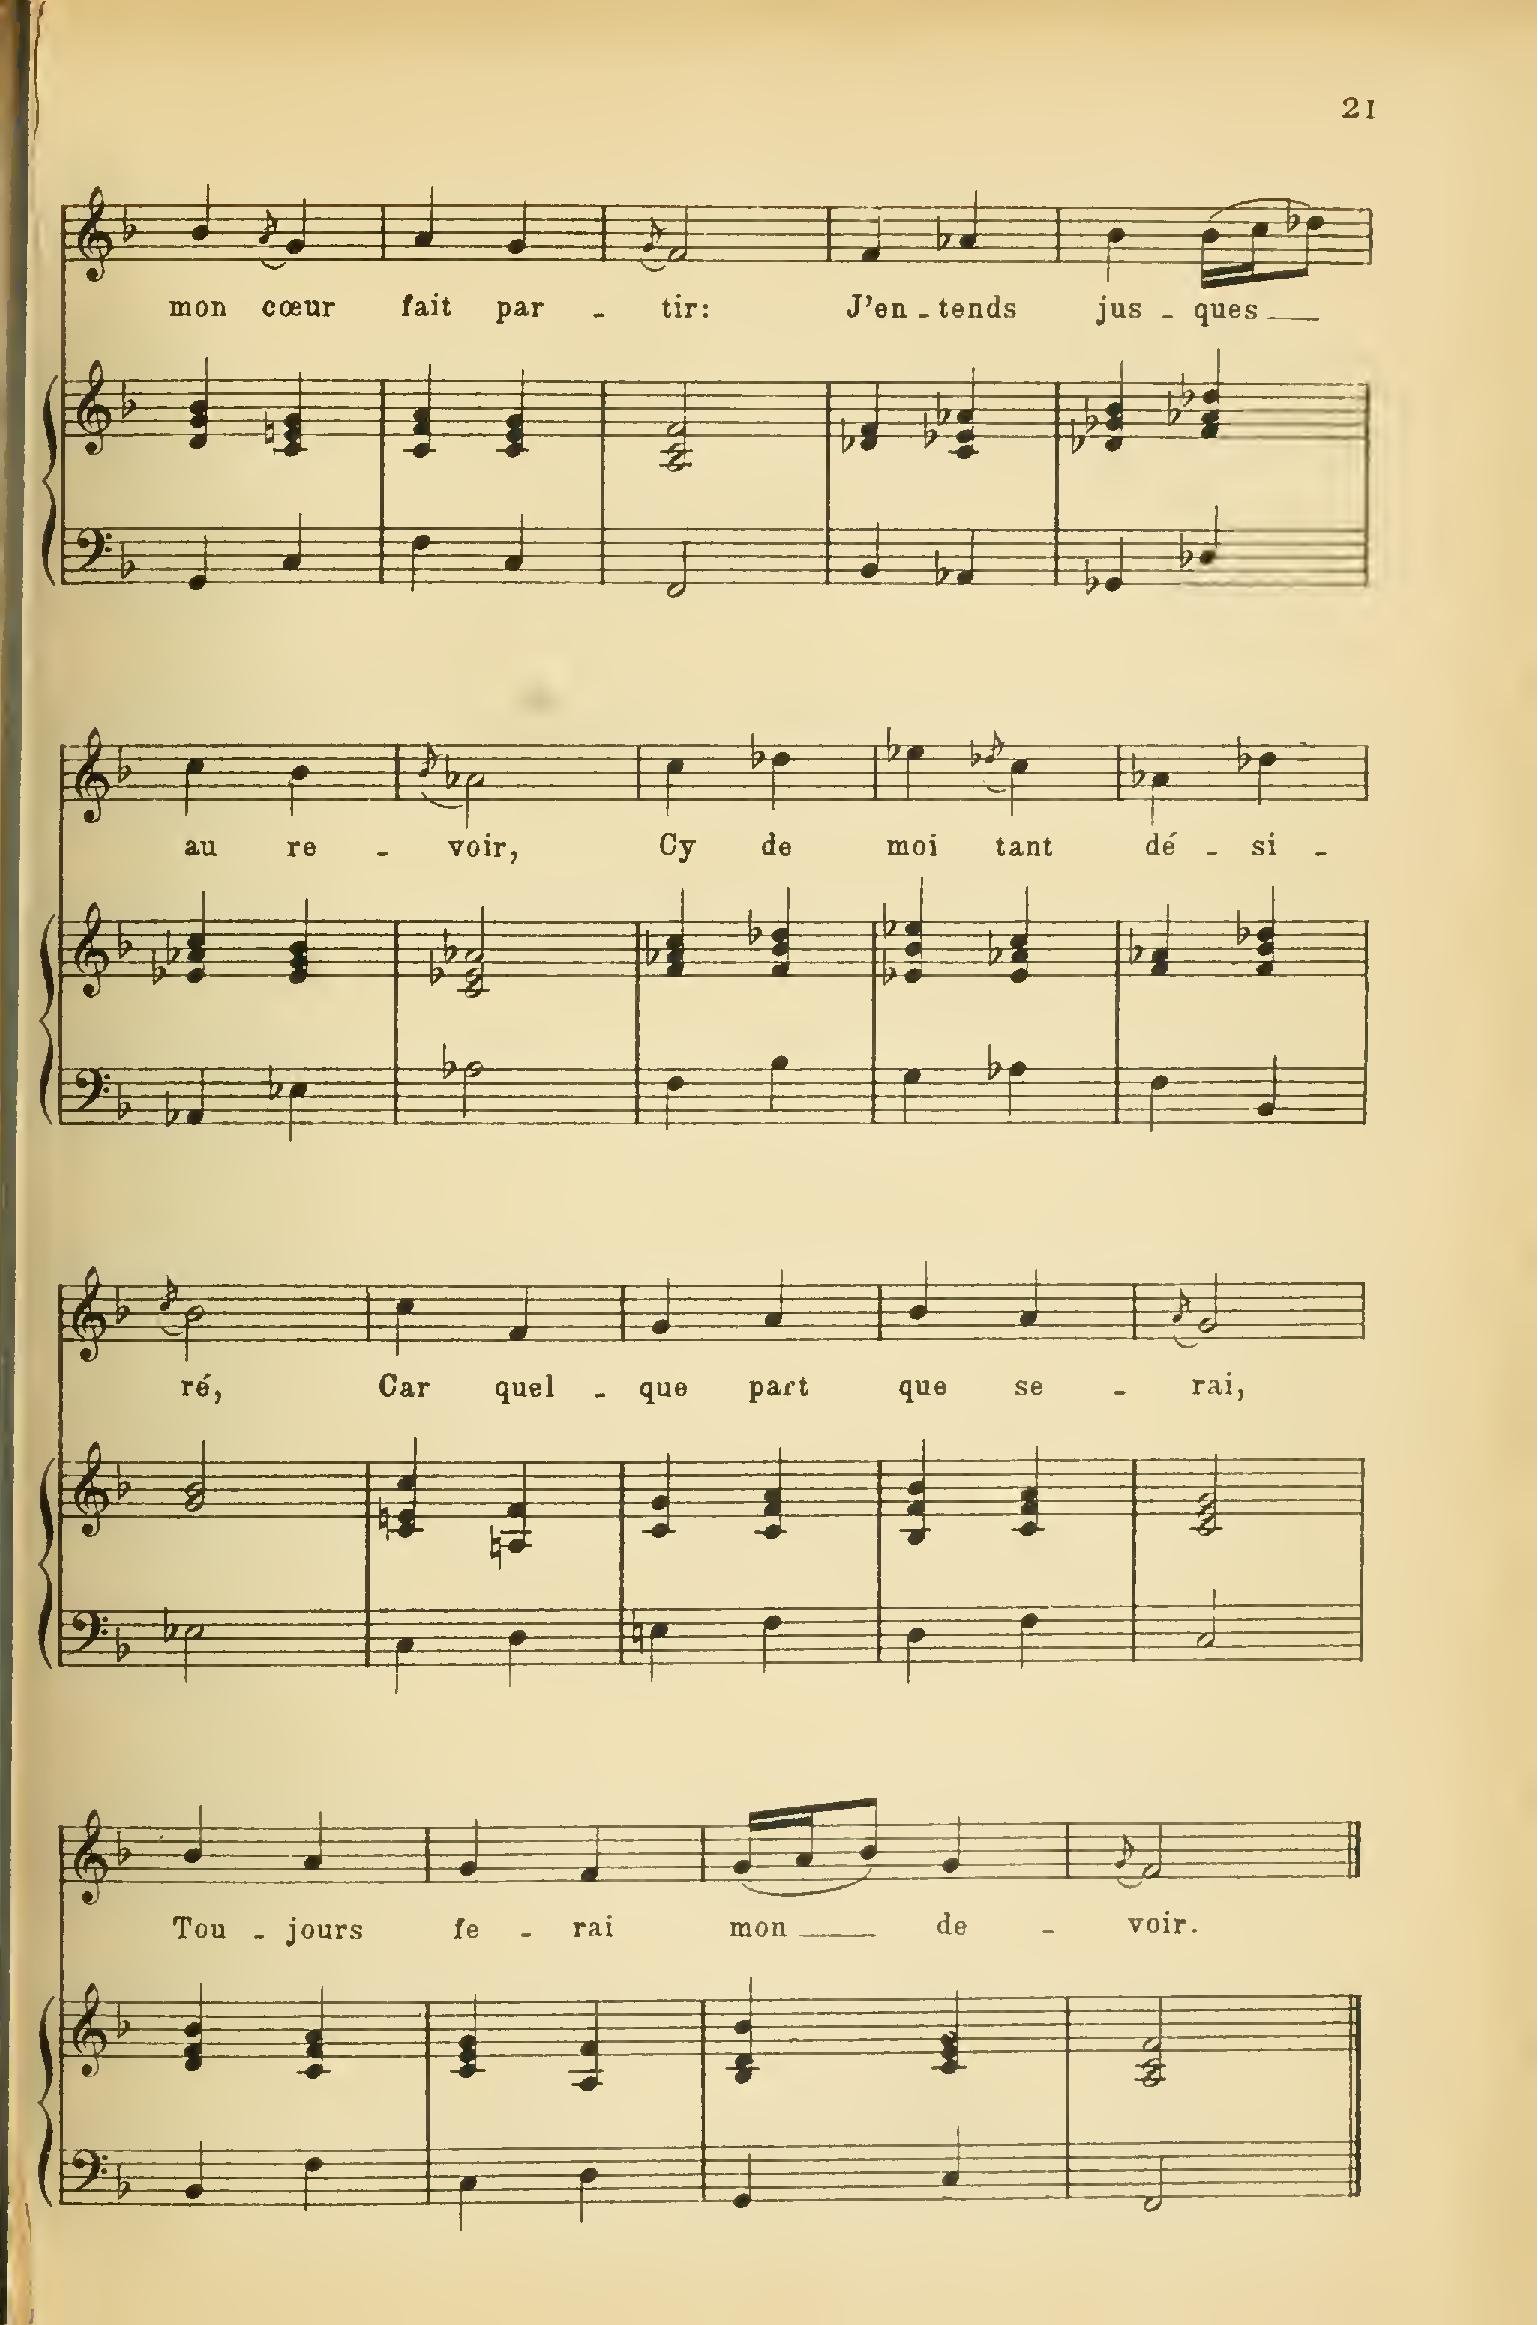 21
mon cœur fait par - tir: J'en - tends jus - ques
au re - voir, Cy de moi tant dé - si -
ré, Car quel - que part que se - rai,
Tou - jours fe - rai mon de - voir.